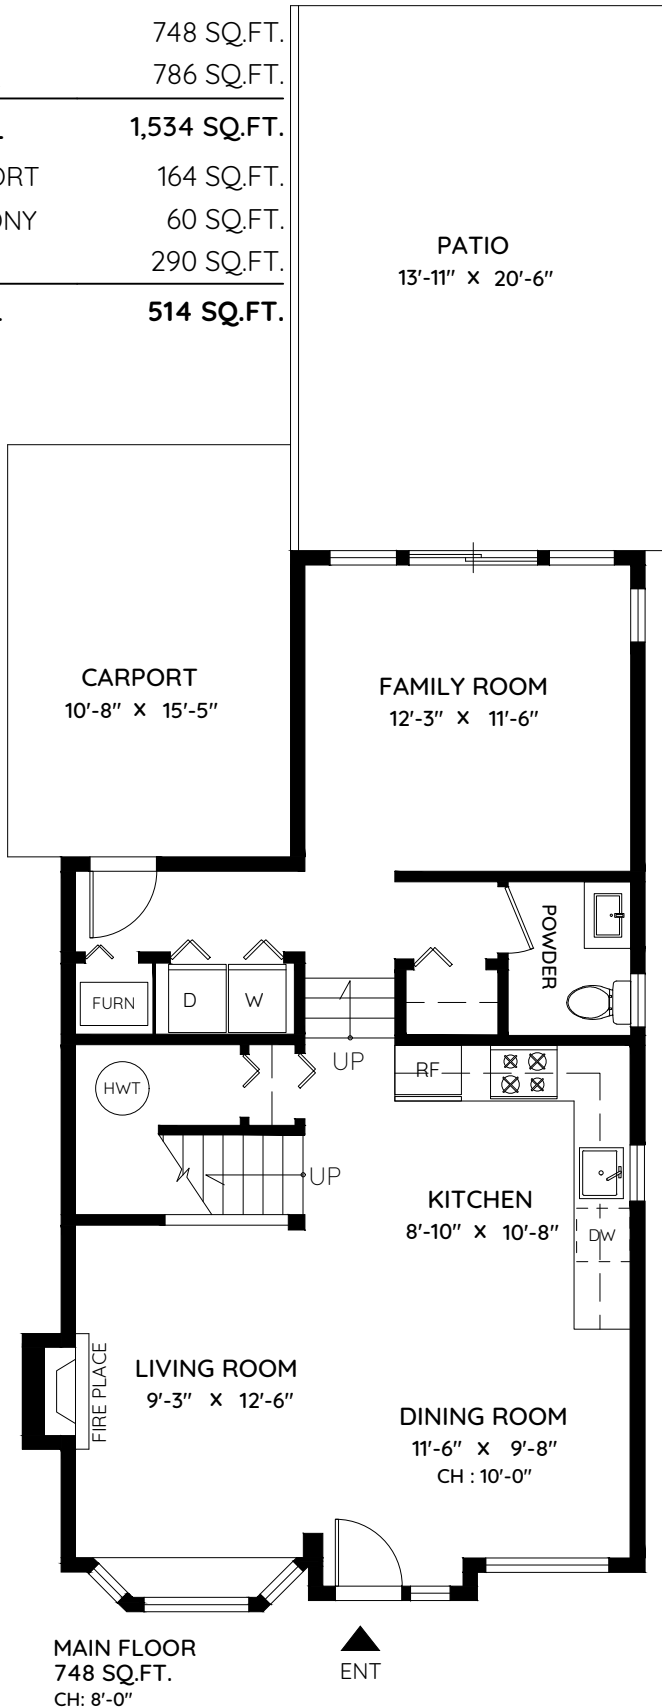 748 SQ.FT.
786 SQ.FT.
1,534 SQ.FT.
164 SQ.FT.
60 SQ.FT.
290 SQ.FT.
514 SQ.FT.
PATIO
13'-11" X 20'-6"
CARPORT
10'-8" X 15'-5"
FAMILY ROOM
12'-3" X 11'-6"
POWDER
FURN
D
W
UP
RF
HWT
UP
KITCHEN
8'-10" X 10'-8"
DW
FIRE PLACE
LIVING ROOM
9'-3" X 12'-6"
DINING ROOM
11'-6" X 9'-8"
CH : 10'-0"
MAIN FLOOR
748 SQ.FT.
CH: 8'-0"
ENT